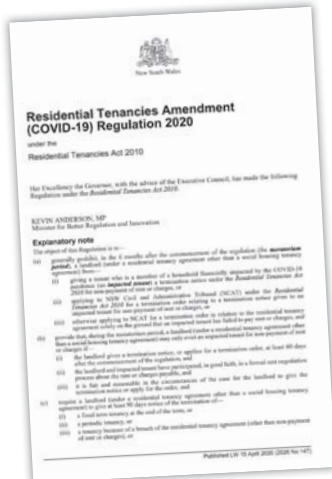 New South Wales
Residential Tenancies Amendment
(COVID-19) Regulation 2020
under the
Residential Tenancies Act 2010
Her Excellency the Governor, with the advice of the Executive Council, has made the following
Regulation under the Residential Tenancies Act 2010.
KEVIN ANDERSON, MP
Minister for Better Regulation and Innovation
Explanatory note
The object of this Regulation is to—
(a) generally prohibit, in the 6 months after the commencement of the regulation (the moratorium
period), a landlord (under a residential tenancy agreement other than a social housing tenancy
agreement) from—
(i) giving a tenant who is a member of a household financially impacted by the COVID-19
pandemic (an impacted tenant) a termination notice under the Residential Tenancies Act
2010 for non-payment of rent or charges, or
(ii) applying to NSW Civil and Administrative Tribunal (NCAT) under the Residential
Tenancies Act 2010 for a termination order relating to a termination notice given to an
impacted tenant for non-payment of rent or charges, or
(iii) otherwise applying to NCAT for a termination order in relation to the residential tenancy
agreement solely on the ground that an impacted tenant has failed to pay rent or charges, and
(b) provide that, during the moratorium period, a landlord (under a residential tenancy agreement other
than a social housing tenancy agreement) may only evict an impacted tenant for non-payment of rent
or charges if—
(i) the landlord gives a termination notice, or applies for a termination order, at least 60 days
after the commencement of the regulation, and
(ii) the landlord and impacted tenant have participated, in good faith, in a formal rent negotiation
process about the rent or charges payable, and
(iii) it is fair and reasonable in the circumstances of the case for the landlord to give the
termination notice or apply for the order, and
(c) require a landlord (under a residential tenancy agreement other than a social housing tenancy
agreement) to give at least 90 days notice of the termination of—
(i) a fixed term tenancy at the end of the term, or
(ii) a periodic tenancy, or
(iii) a tenancy because of a breach of the residential tenancy agreement (other than non-payment
of rent or charges), or
Published LW 15 April 2020 (2020 No 147)